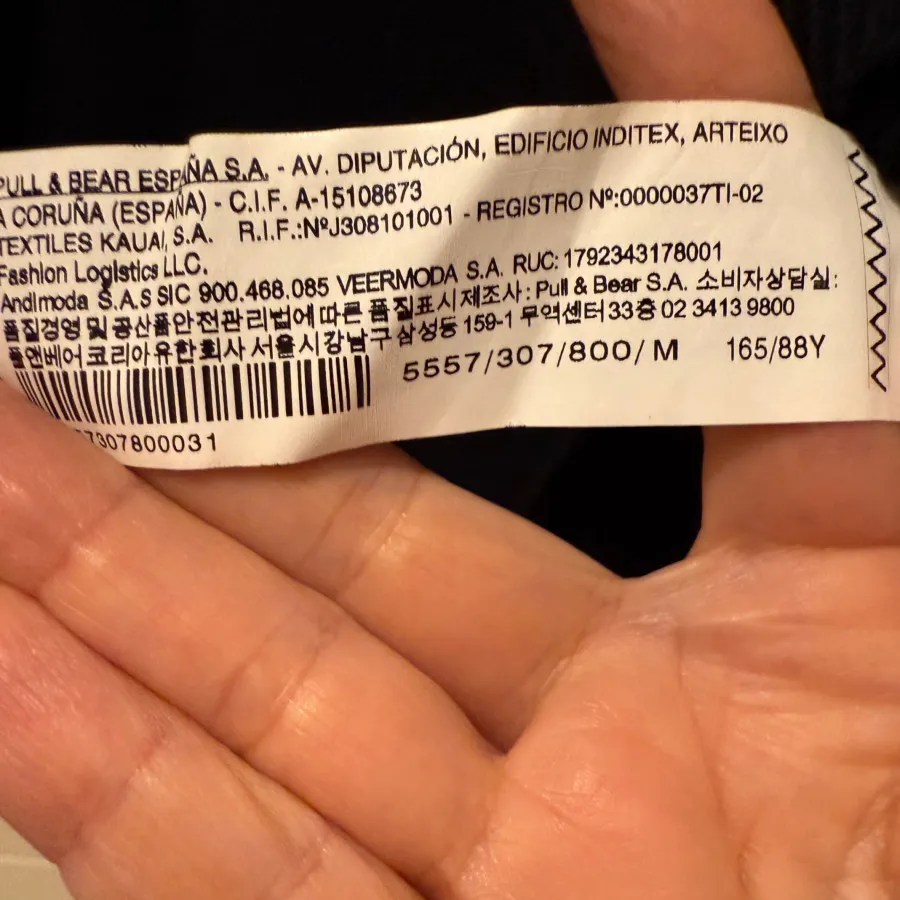 PULL & BEAR ESPAÑA S.A. - AV. DIPUTACIÓN, EDIFICIO INDITEX, ARTEIXO
A CORUÑA (ESPAÑA) - C.I.F. A-15108673
TEXTILES KAUAI, S.A. R.I.F.:NºJ308101001 - REGISTRO Nº:0000037TI-02
Fashion Logistics LLC.
Andimoda S.A.S SIC 900.468.085 VEERMODA S.A. RUC: 1792343178001
품질경영 및 공산품안전관리법에 따른 품질표시 제조사: Pull & Bear S.A. 소비자상담실:
풀앤베어코리아유한회사 서울시 강남구 삼성동 159-1 무역센터 33층 02 3413 9800
5557/307/800/ M 165/88Y
7307800031